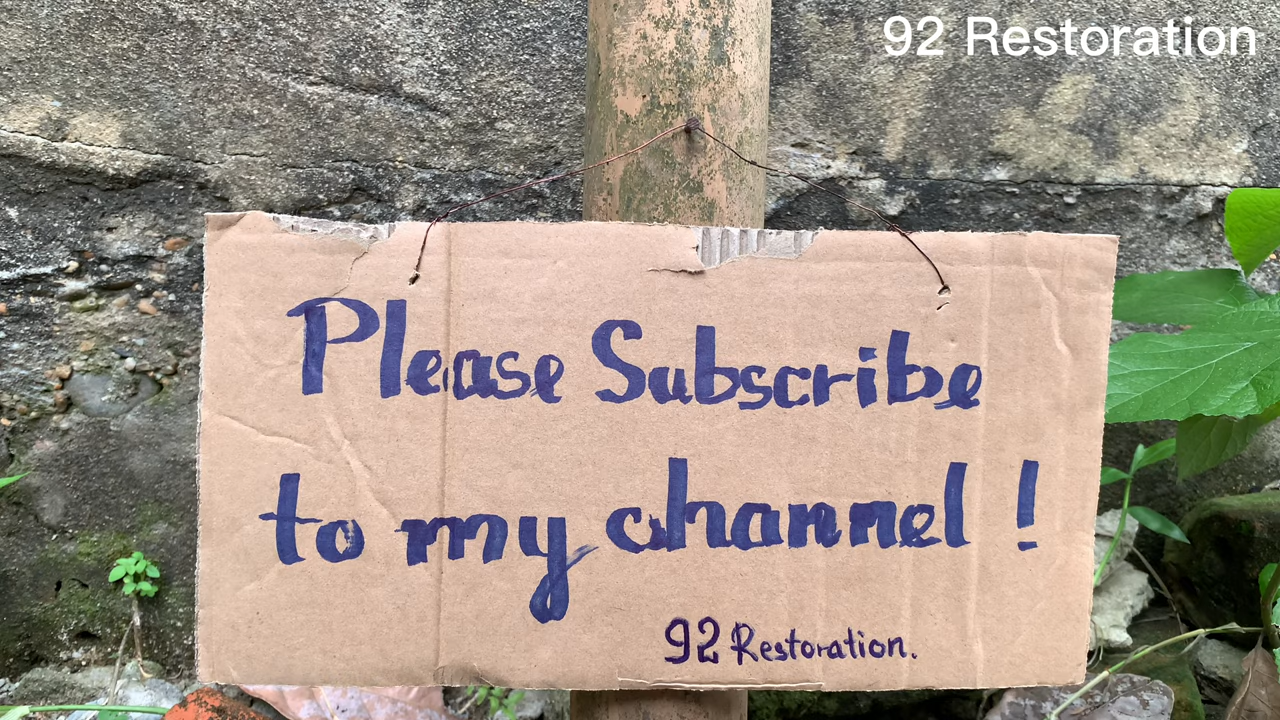 92 Restoration
Please Subscribe
to my channel !
92 Restoration.